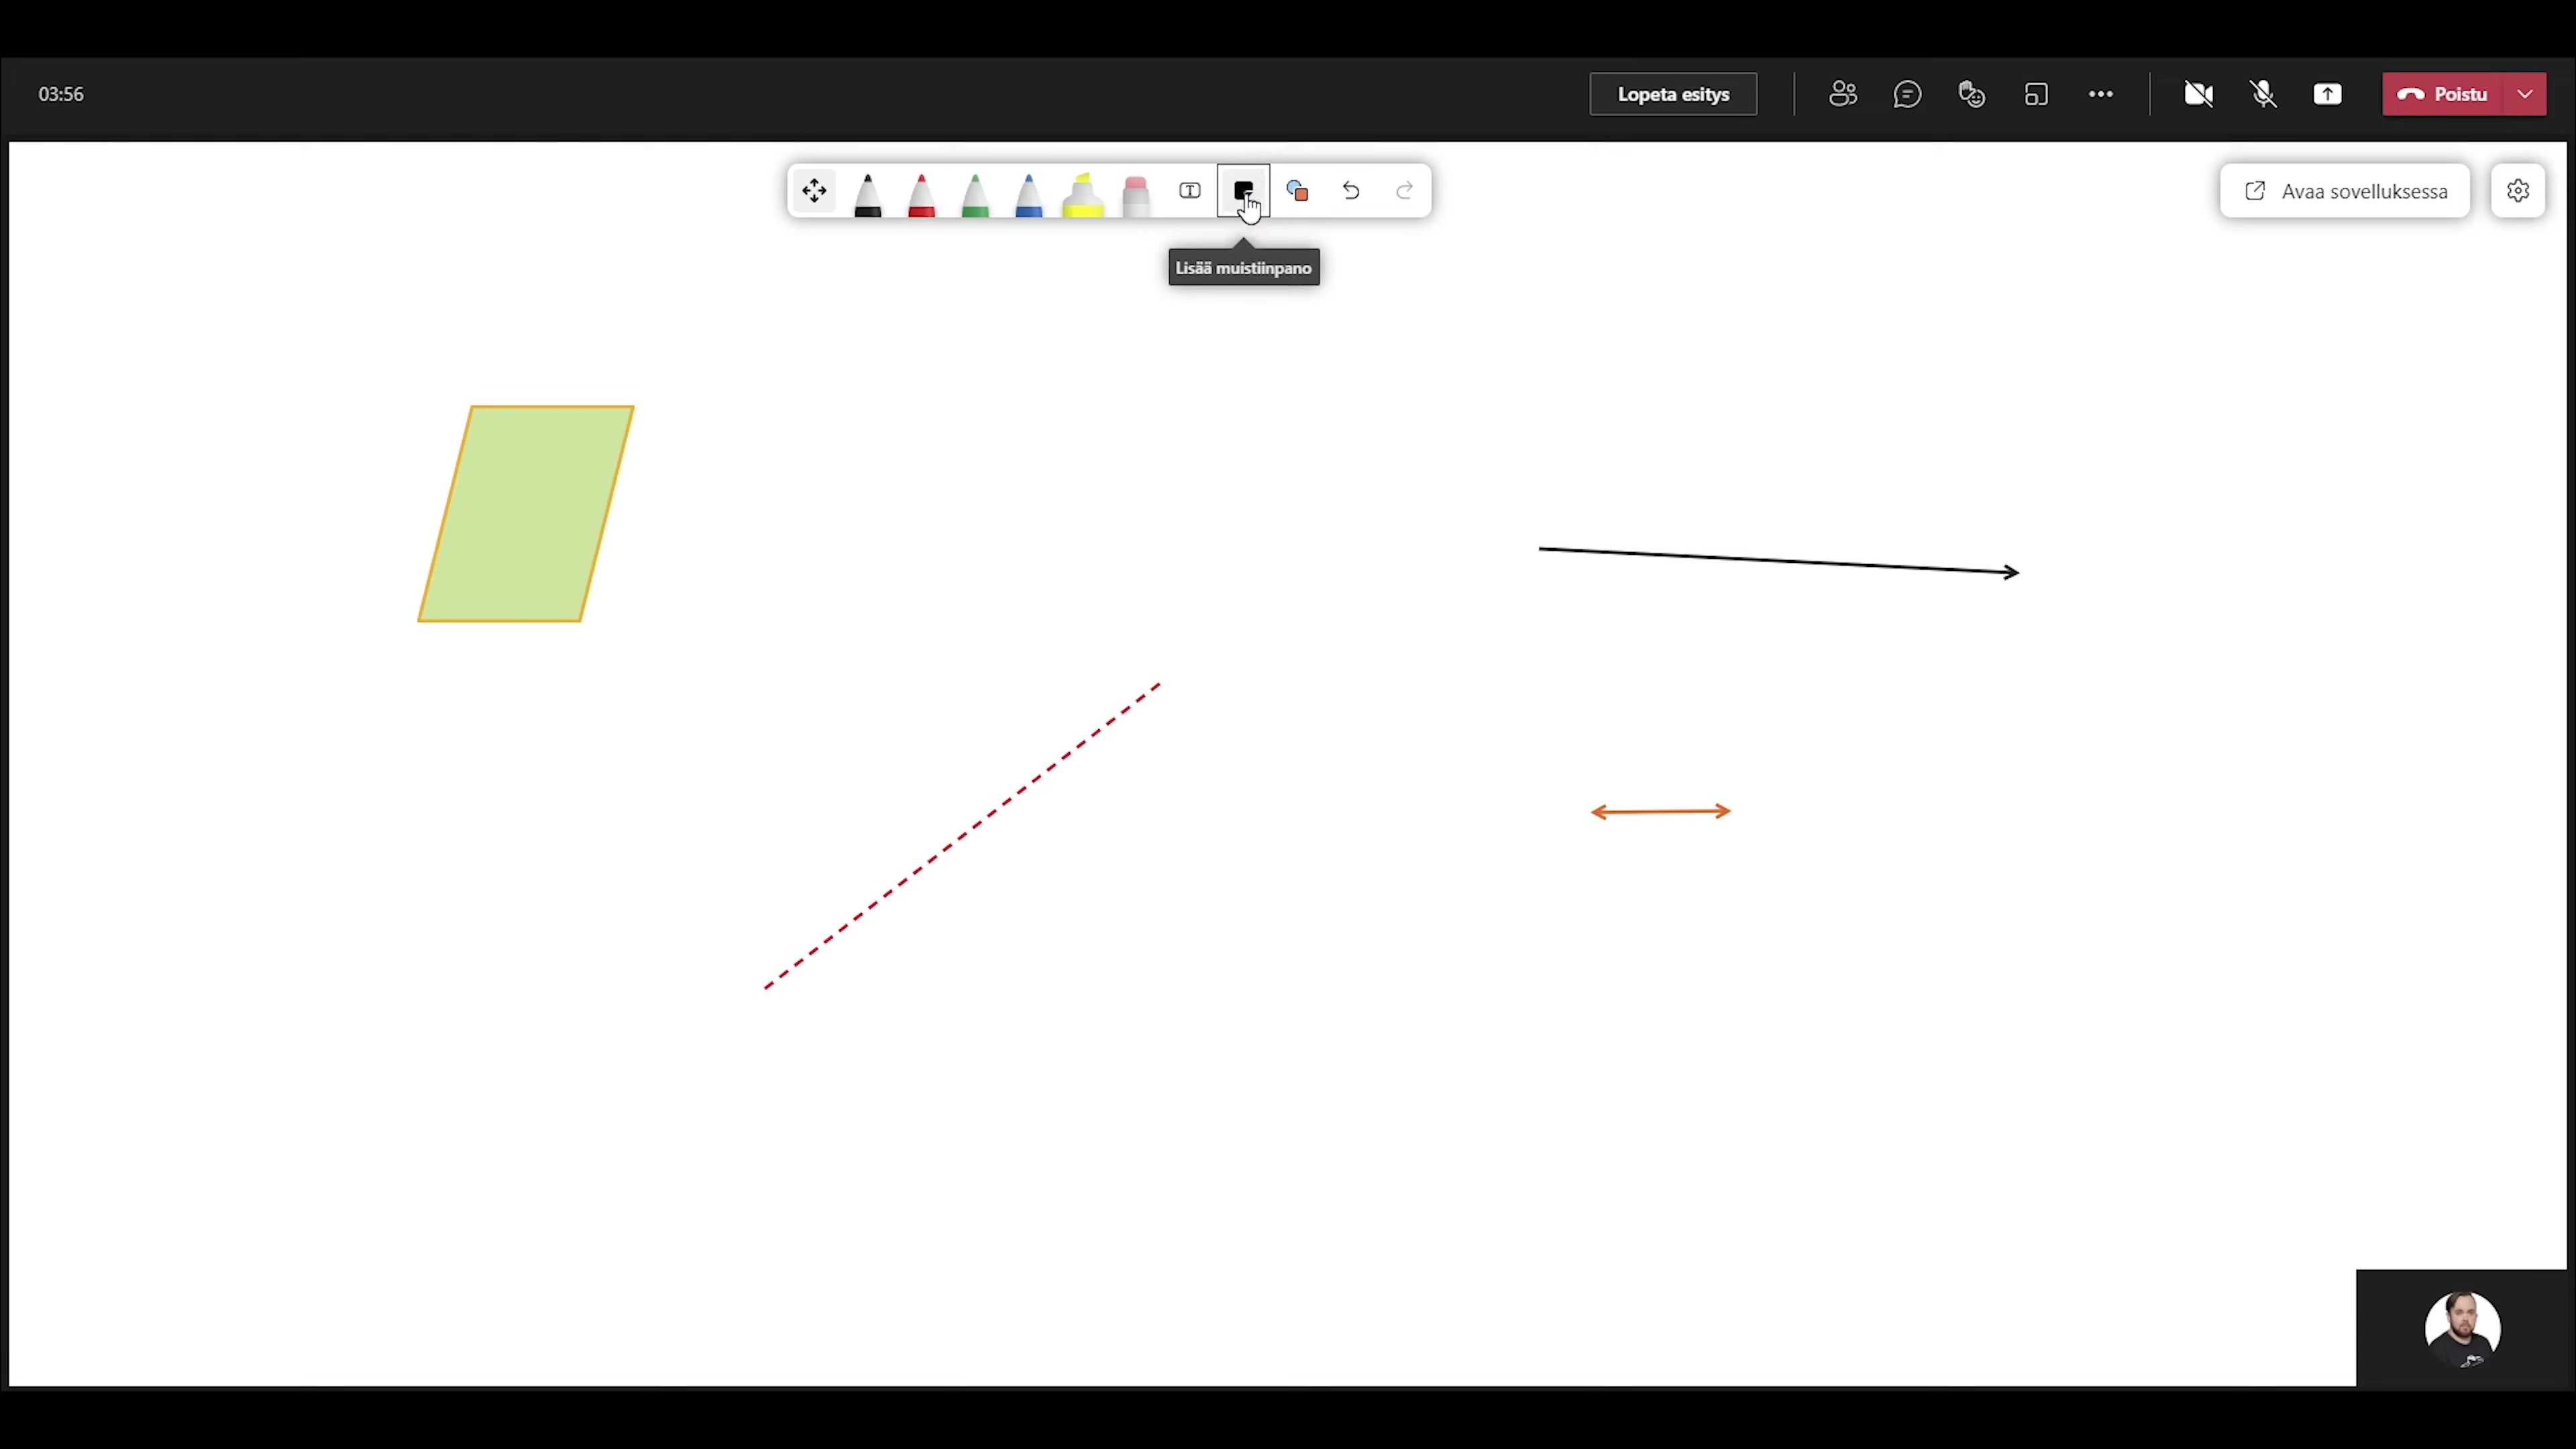 03:56
Lopeta esitys
Poistu
T
Avaa sovelluksessa
Lisää muistiinpano